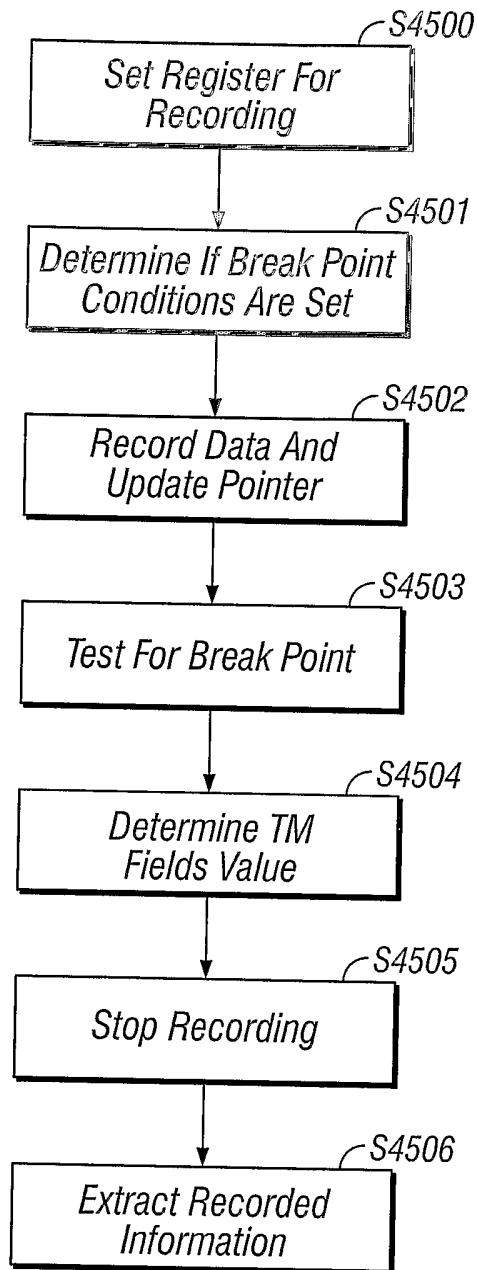 S4500
Set Register For
Recording
S4501
Determine If Break Point
Conditions Are Set
S4502
Record Data And
Update Pointer
S4503
Test For Break Point
S4504
Determine TM
Fields Value
S4505
Stop Recording
S4506
Extract Recorded
Information